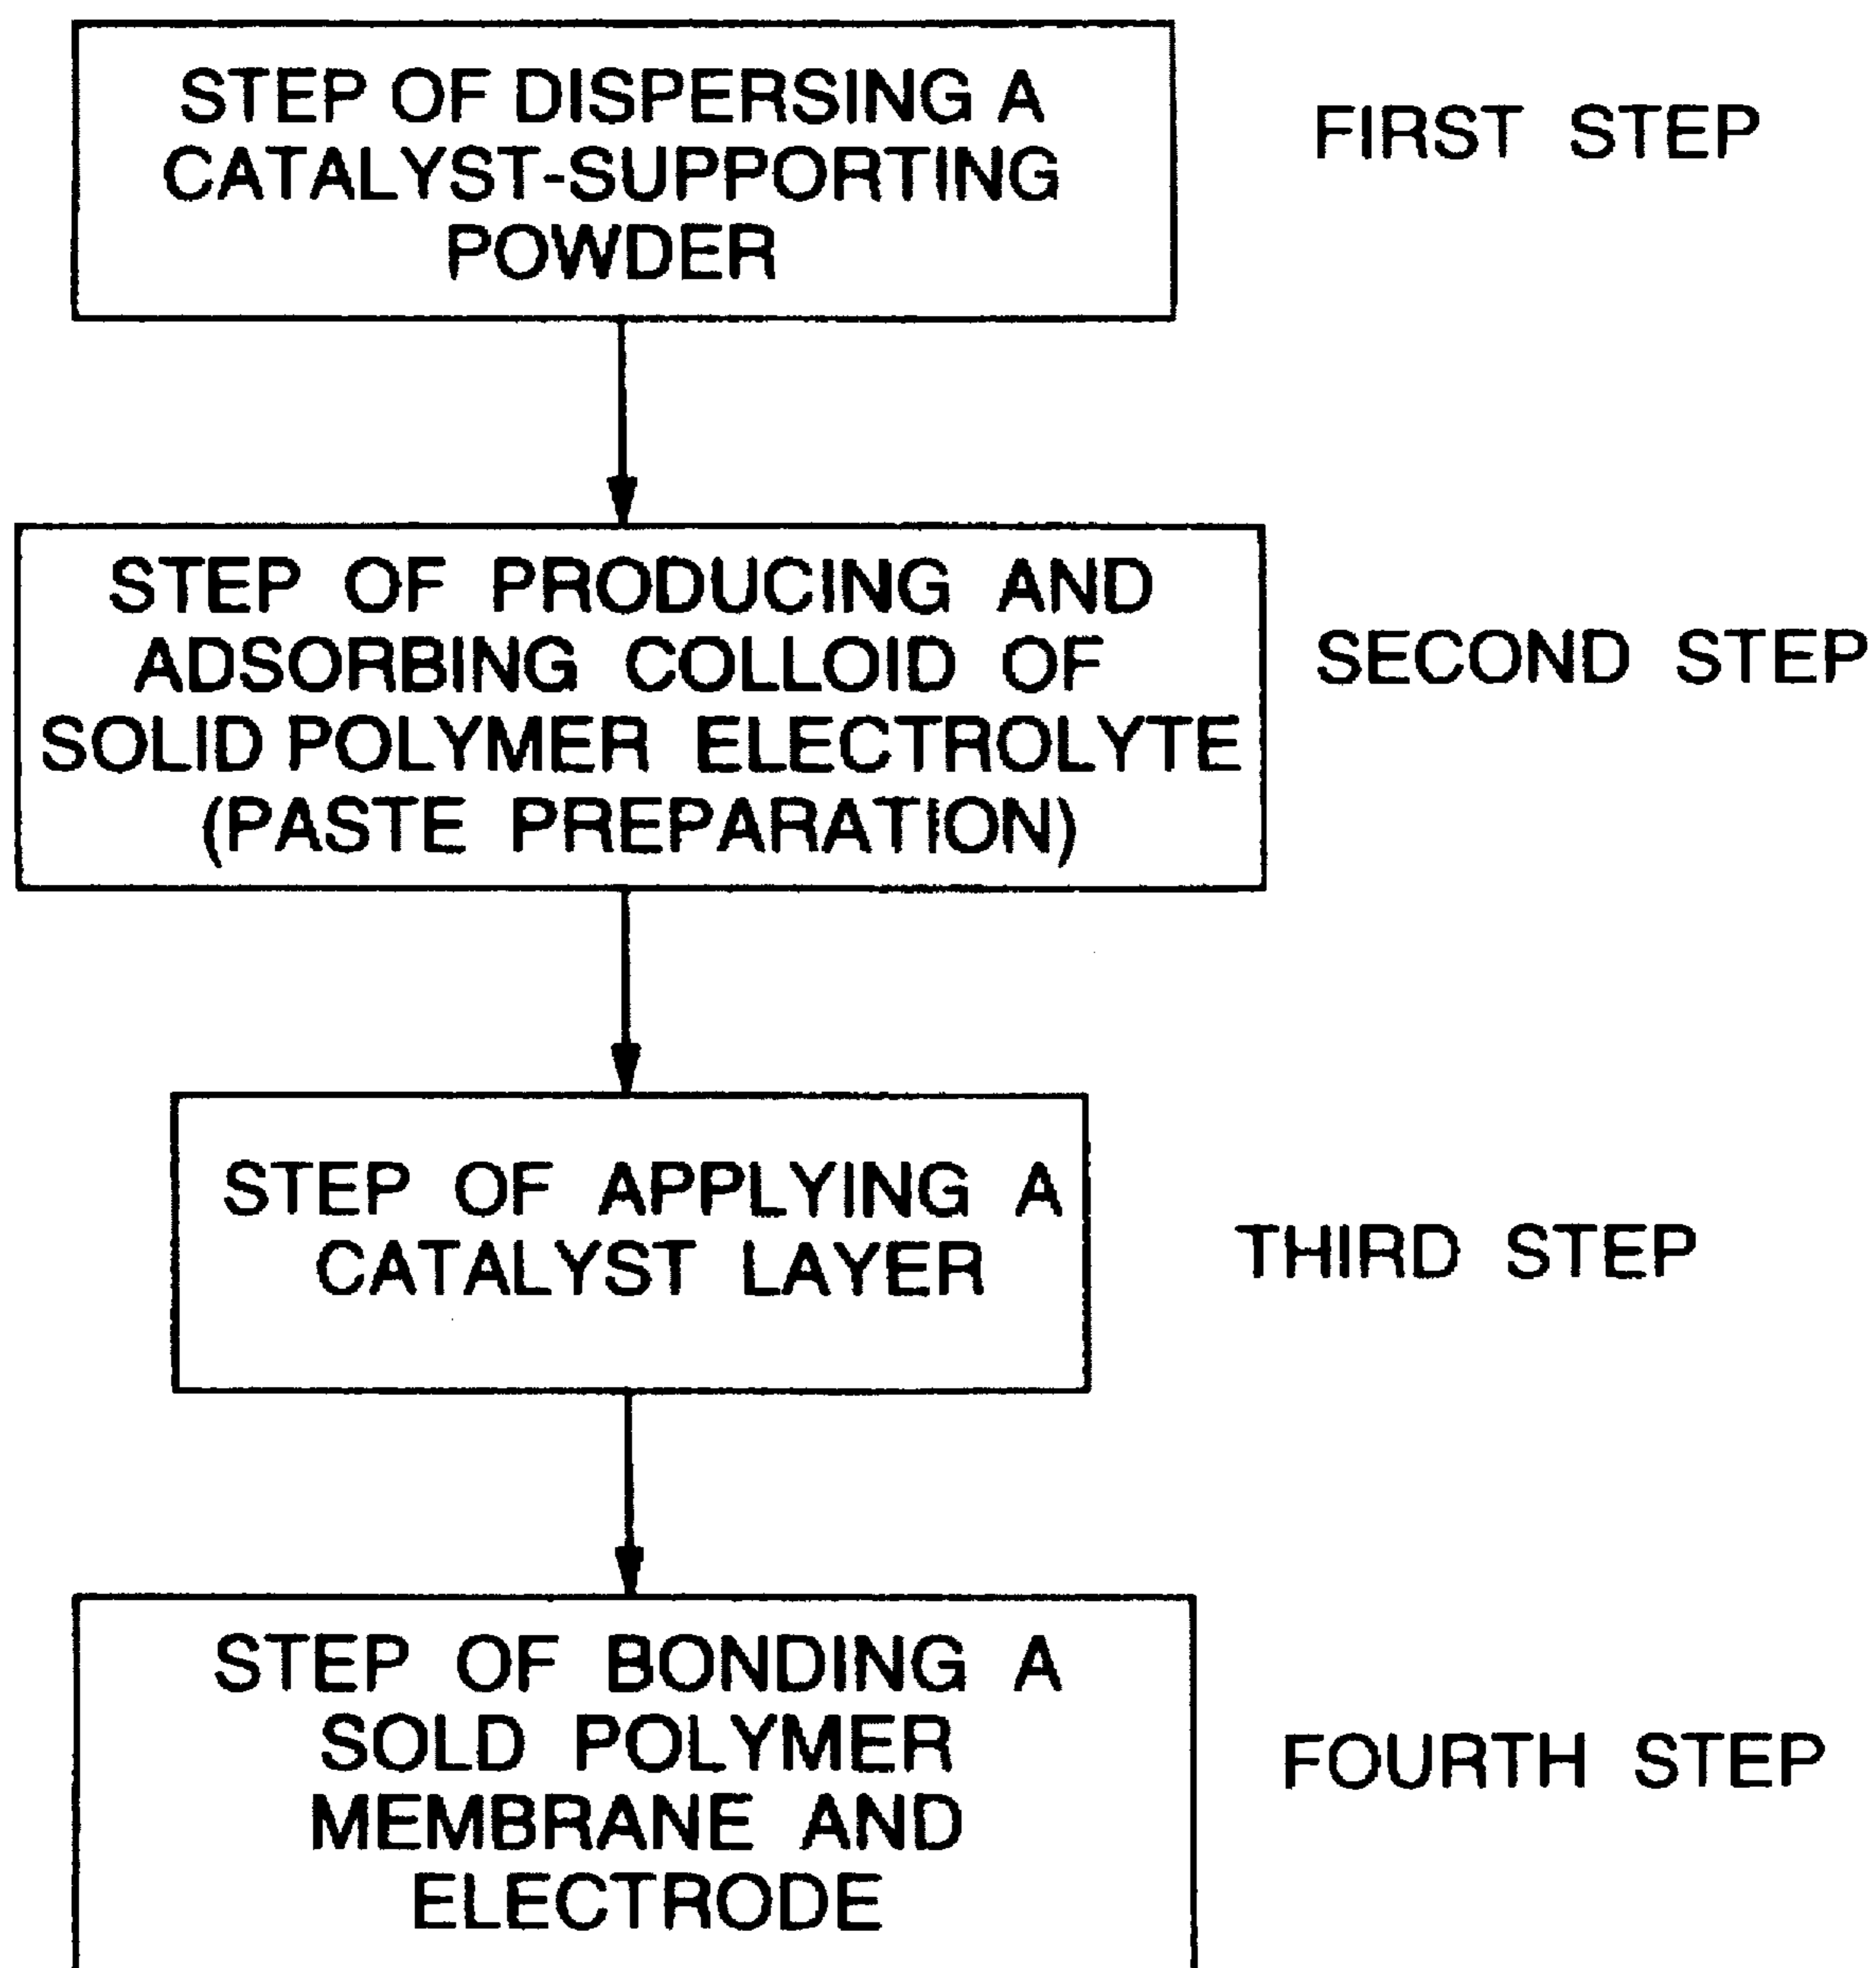 STEP OF DISPERSING A
CATALYST-SUPPORTING
POWDER
FIRST STEP
STEP OF PRODUCING AND
ADSORBING COLLOID OF
SOLID POLYMER ELECTROLYTE
(PASTE PREPARATION)
SECOND STEP
STEP OF APPLYING A
CATALYST LAYER
THIRD STEP
STEP OF BONDING A
SOLD POLYMER
MEMBRANE AND
ELECTRODE
FOURTH STEP